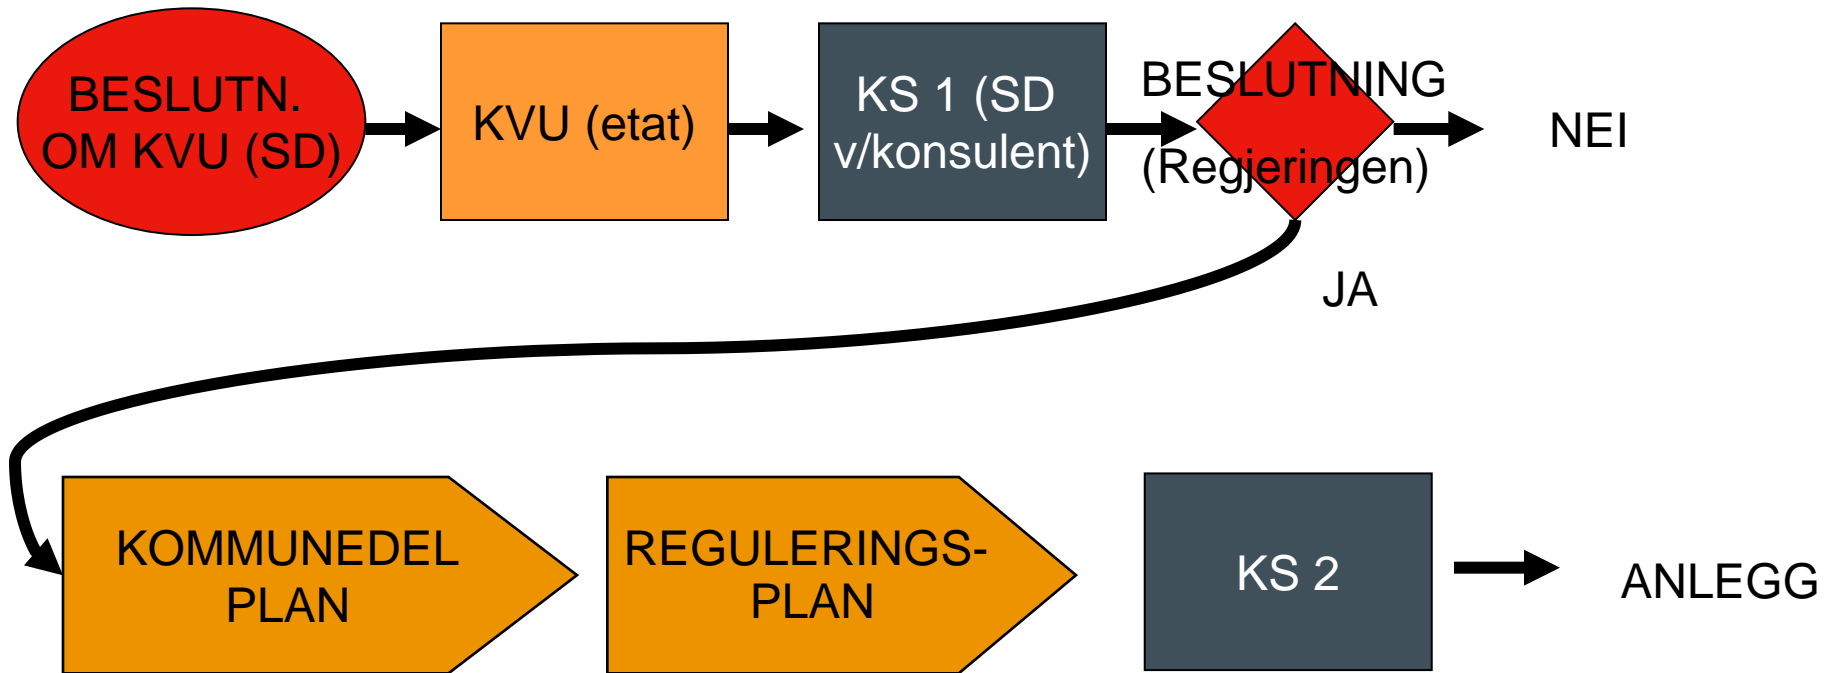 BESLUTN.
OM KVU (SD)
KVU (etat)
KS 1 (SD
v/konsulent)
BESLUTNING
(Regjeringen)
NEI
JA
KOMMUNEDEL
PLAN
REGULERINGS-
PLAN
KS 2
ANLEGG